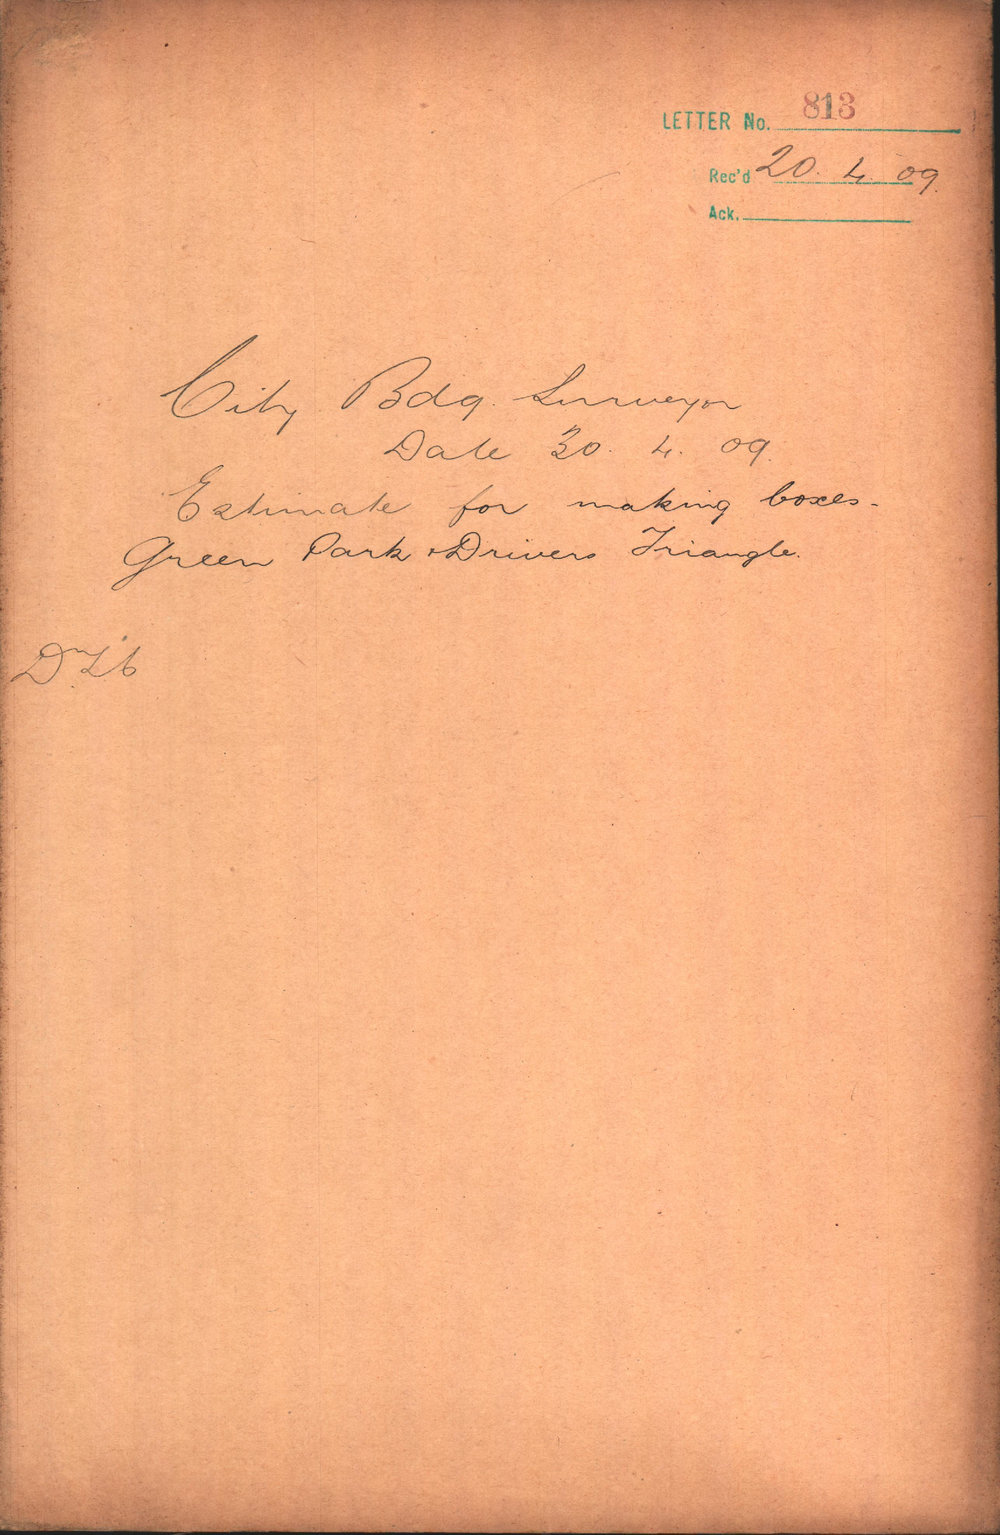 LETTER No. 813
Rec'd 20. 4. 09.
Ack.
City Bdg. Surveyor
Date 20. 4. 09.
Estimate for making boxes -
Green Park & Drivers Triangle.